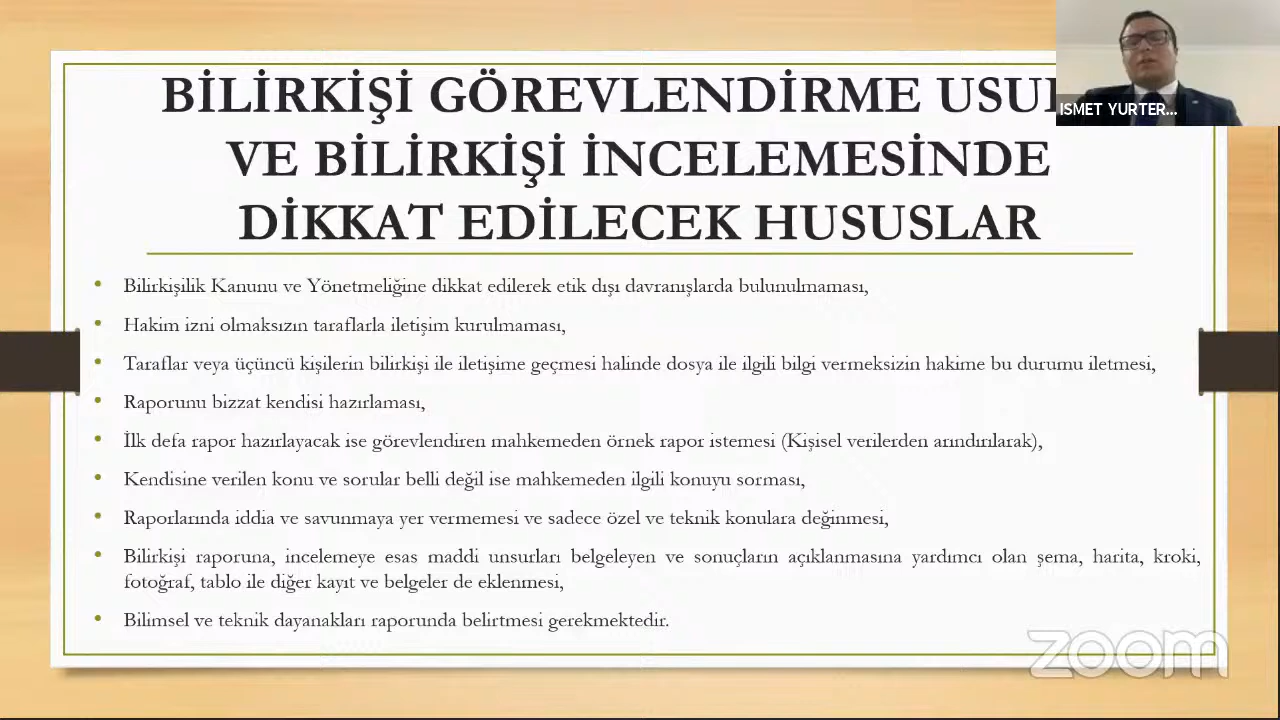 BİLİRKİŞİ GÖREVLENDİRME
VE BİLİRKİŞİ İNCELEMESİNDE
DİKKAT EDİLECEK HUSUSLAR
ISMET YURTER...
• Bilirkişilik Kanunu ve Yönetmeliğine dikkat edilerek etik dışı davranışlarda bulunulmaması,
• Hakim izni olmaksızın taraflarla iletişim kurulmaması,
• Taraflar veya üçüncü kişilerin bilirkişi ile iletişime geçmesi halinde dosya ile ilgili bilgi vermeksizin hakime bu durumu iletmesi,
• Raporunu bizzat kendisi hazırlaması,
• İlk defa rapor hazırlayacak ise görevlendiren mahkemeden örnek rapor istemesi (Kişisel verilerden arındırılarak),
• Kendisine verilen konu ve sorular belli değil ise mahkemeden ilgili konuyu sorması,
• Raporlarında iddia ve savunmaya yer vermemesi ve sadece özel ve teknik konulara değinmesi,
• Bilirkişi raporuna, incelemeye esas maddi unsurları belgeleyen ve sonuçların açıklanmasına yardımcı olan şema, harita, kroki,
fotoğraf, tablo ile diğer kayıt ve belgeler de eklenmesi,
• Bilimsel ve teknik dayanakları raporunda belirtmesi gerekmektedir.
zoom